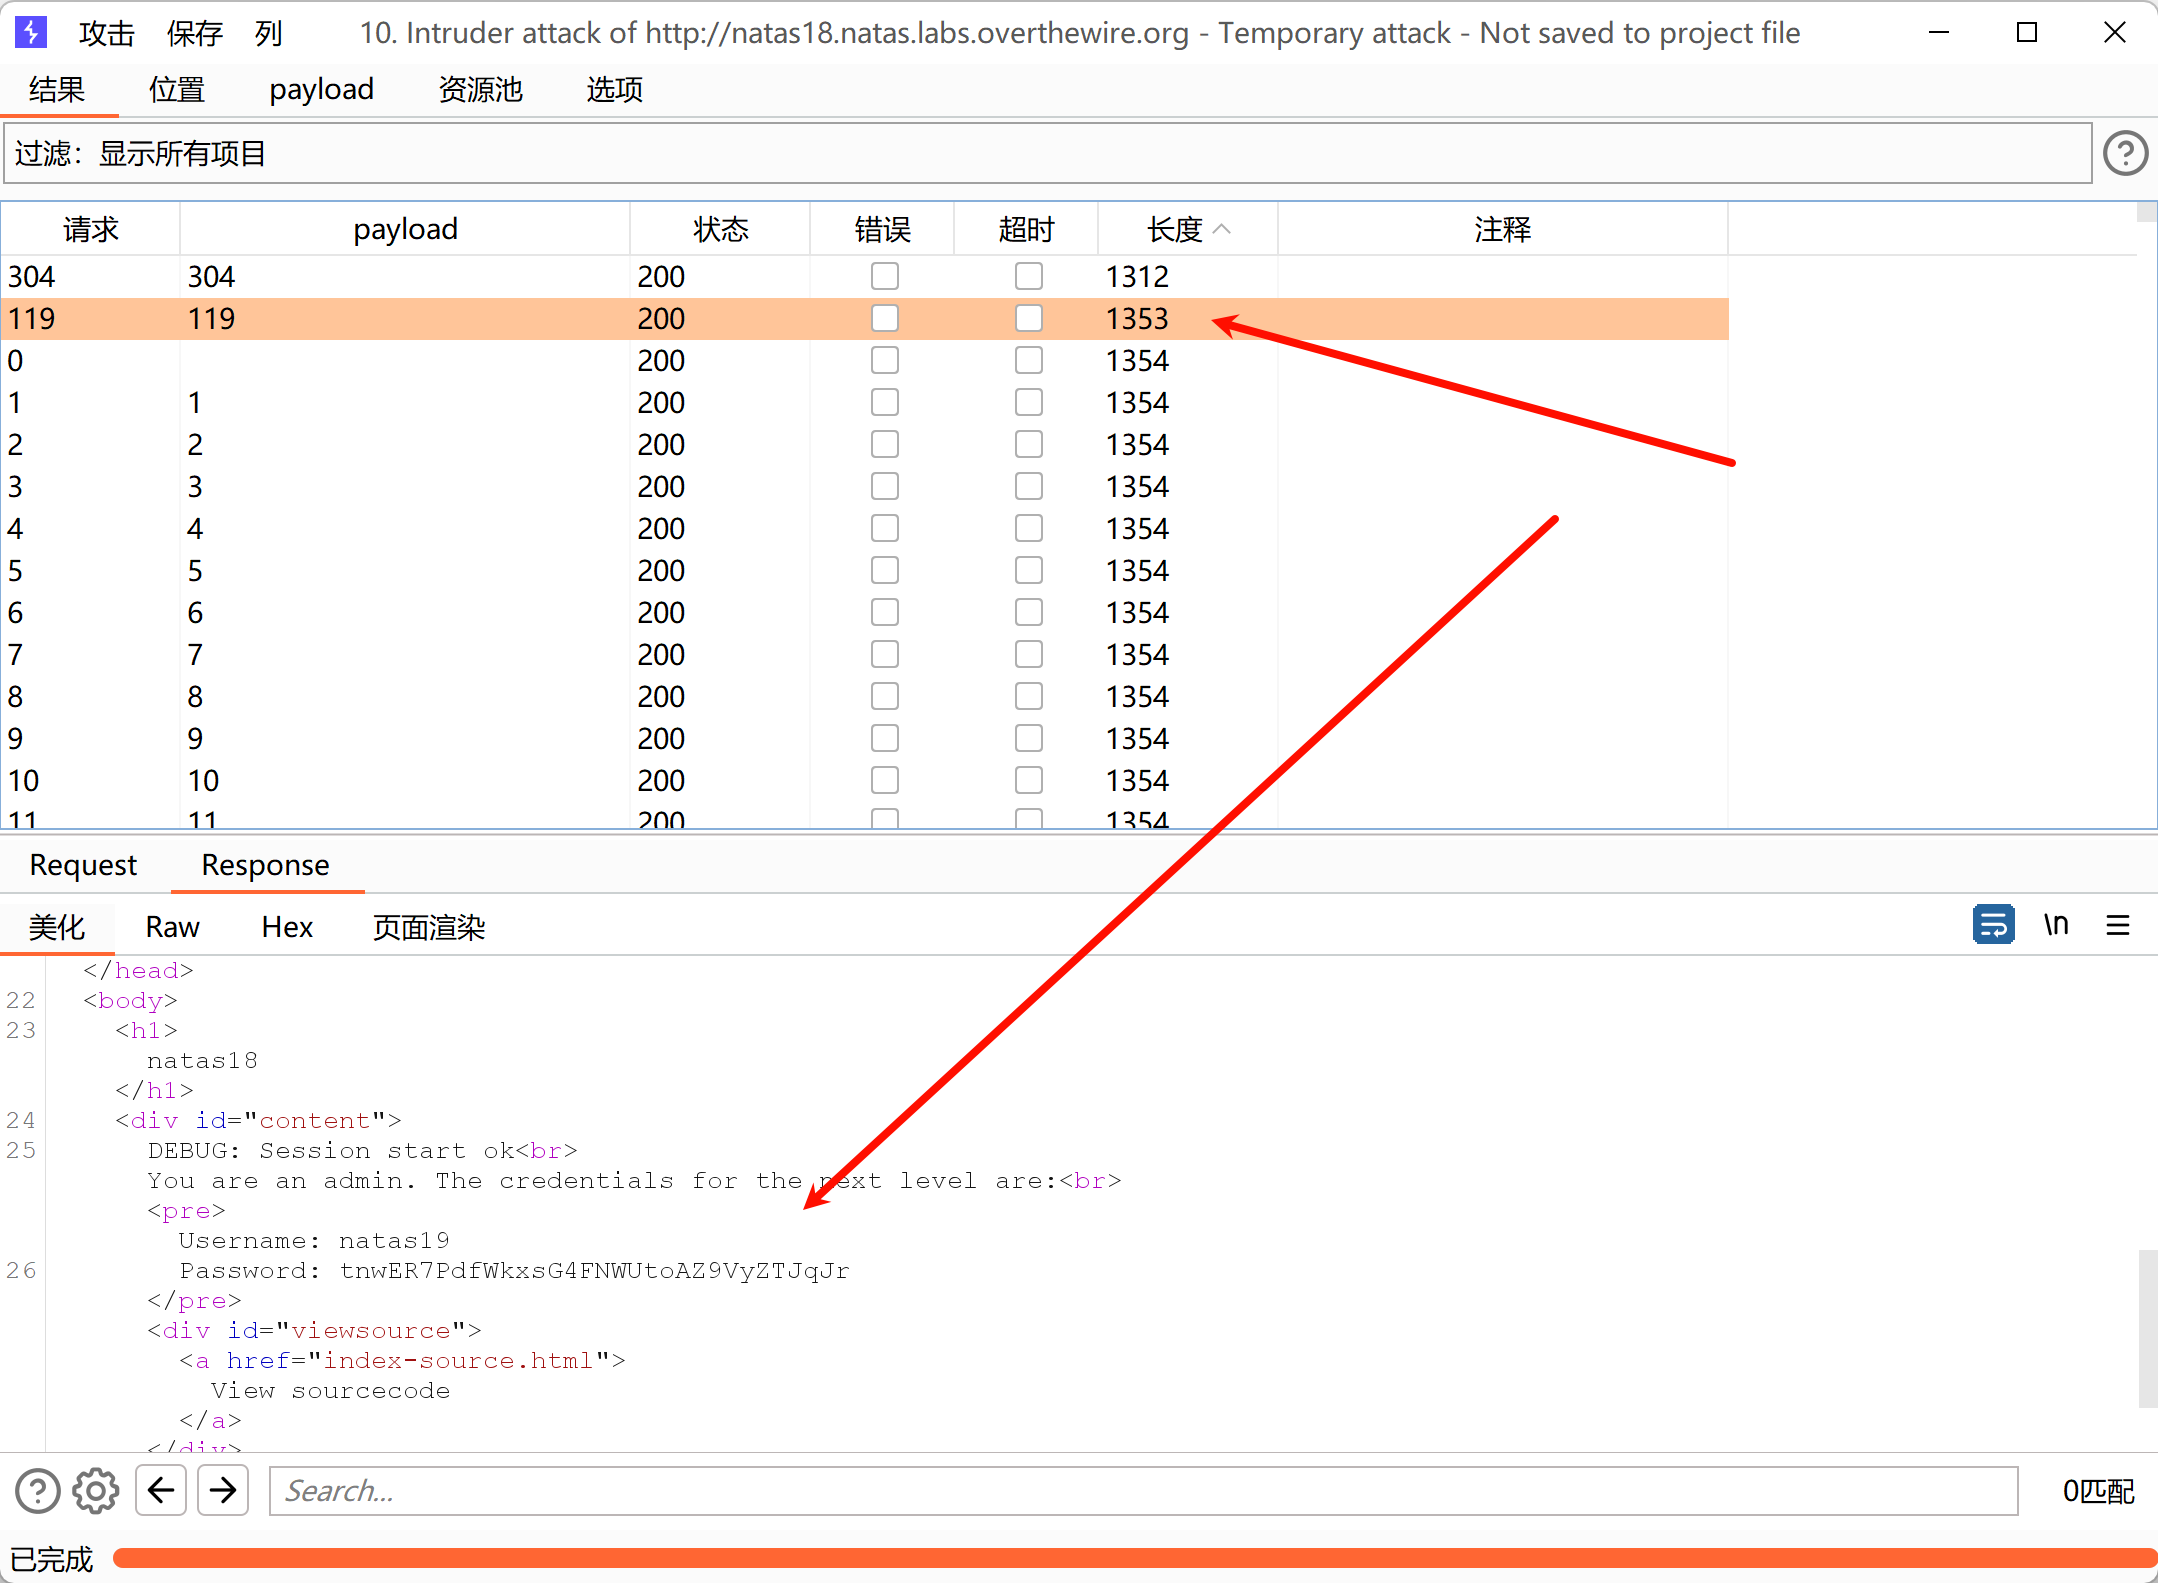 攻击 保存 列 10. Intruder attack of http://natas18.natas.labs.overthewire.org - Temporary attack - Not saved to project file
结果 位置 payload 资源池 选项
过滤：显示所有项目
请求 payload 状态 错误 超时 长度 注释
304 304 200 1312
119 119 200 1353
0 200 1354
1 1 200 1354
2 2 200 1354
3 3 200 1354
4 4 200 1354
5 5 200 1354
6 6 200 1354
7 7 200 1354
8 8 200 1354
9 9 200 1354
10 10 200 1354
11 11 200 1354
Request Response
美化 Raw Hex 页面渲染 \n
</head>
22 <body>
23 <h1>
natas18
</h1>
24 <div id="content">
25 DEBUG: Session start ok<br>
You are an admin. The credentials for the next level are:<br>
<pre>
Username: natas19
26 Password: tnwER7PdfWkxsG4FNWUtoAZ9VyZTJqJr
</pre>
<div id="viewsource">
<a href="index-source.html">
View sourcecode
</a>
</div>
Search... 0匹配
已完成